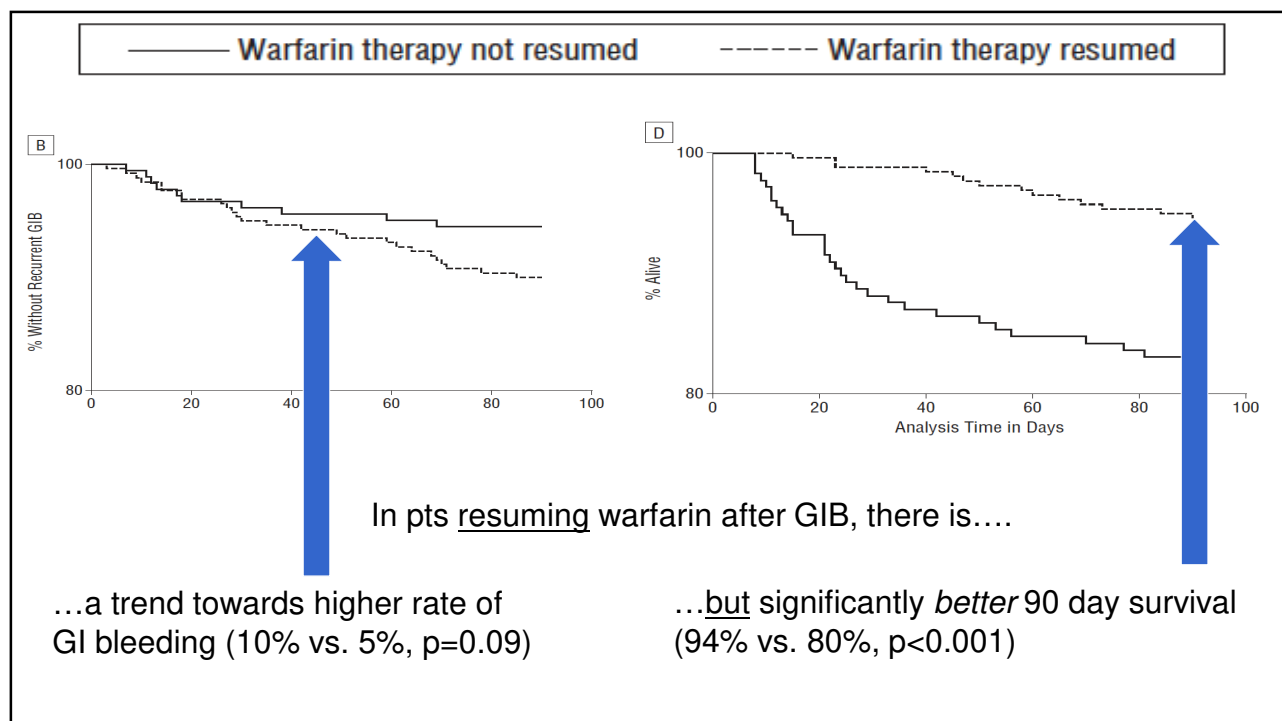 Warfarin therapy not resumed Warfarin therapy resumed
B
100
80
% Without Recurrent GIB
0 20 40 60 80 100
D
100
80
% Alive
0 20 40 60 80 100
Analysis Time in Days
In pts resuming warfarin after GIB, there is….
…a trend towards higher rate of
GI bleeding (10% vs. 5%, p=0.09)
…but significantly better 90 day survival
(94% vs. 80%, p<0.001)